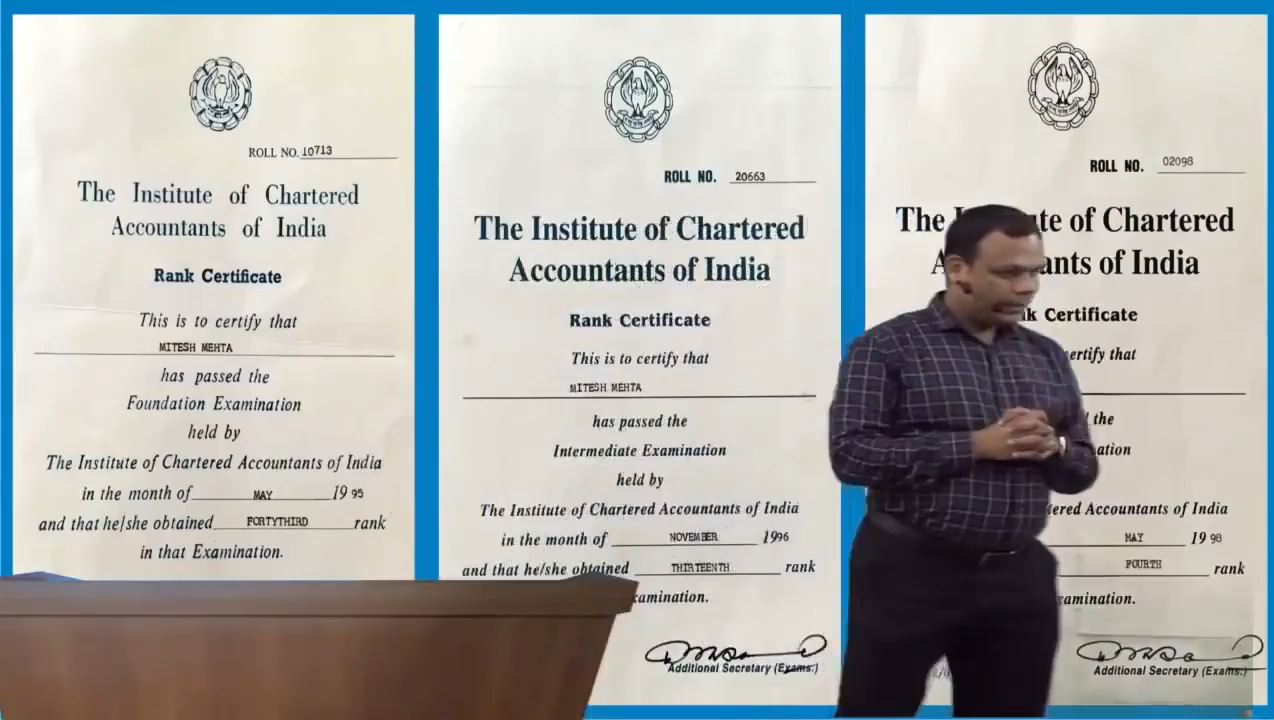 ROLL NO. 10713
The Institute of Chartered
Accountants of India
Rank Certificate
This is to certify that
MITESH MEHTA
has passed the
Foundation Examination
held by
The Institute of Chartered Accountants of India
in the month of MAY 19 95
and that he/she obtained FORTYTHIRD rank
in that Examination.
ROLL NO. 20663
The Institute of Chartered
Accountants of India
Rank Certificate
This is to certify that
MITESH MEHTA
has passed the
Intermediate Examination
held by
The Institute of Chartered Accountants of India
in the month of NOVEMBER 1996
and that he/she obtained THIRTEENTH rank
xamination.
Additional Secretary (Exams.)
ROLL NO. 02098
The I ute of Chartered
A ants of India
k Certificate
ertify that
the
ation
tered Accountants of India
MAY 19 98
FOURTH rank
xamination.
Additional Secretary (Exams.)